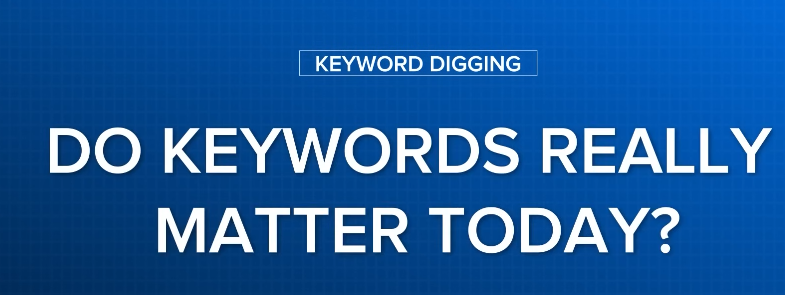 KEYWORD DIGGING
DO KEYWORDS REALLY
MATTER TODAY?